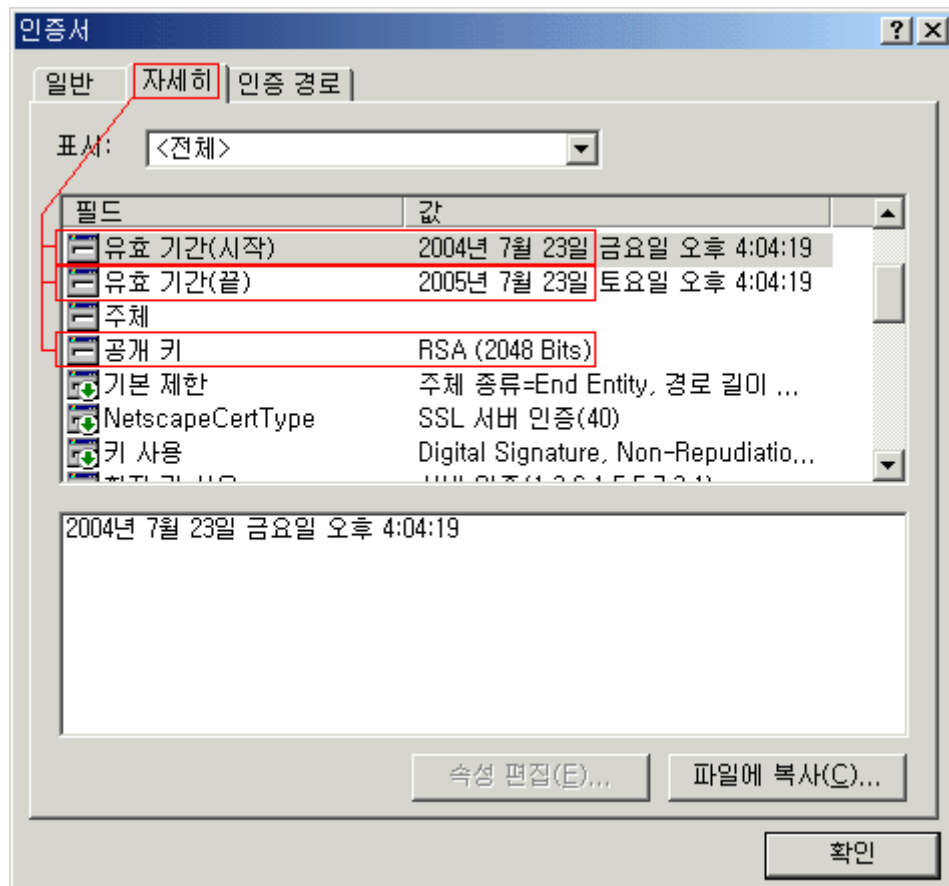 인증서
일반 자세히 인증 경로
표시: <전체>
필드 값
유효 기간(시작) 2004년 7월 23일 금요일 오후 4:04:19
유효 기간(끝) 2005년 7월 23일 토요일 오후 4:04:19
주체
공개 키 RSA (2048 Bits)
기본 제한 주체 종류=End Entity, 경로 길이 ...
NetscapeCertType SSL 서버 인증(40)
키 사용 Digital Signature, Non-Repudiatio...
2004년 7월 23일 금요일 오후 4:04:19
속성 편집(E)... 파일에 복사(C)...
확인